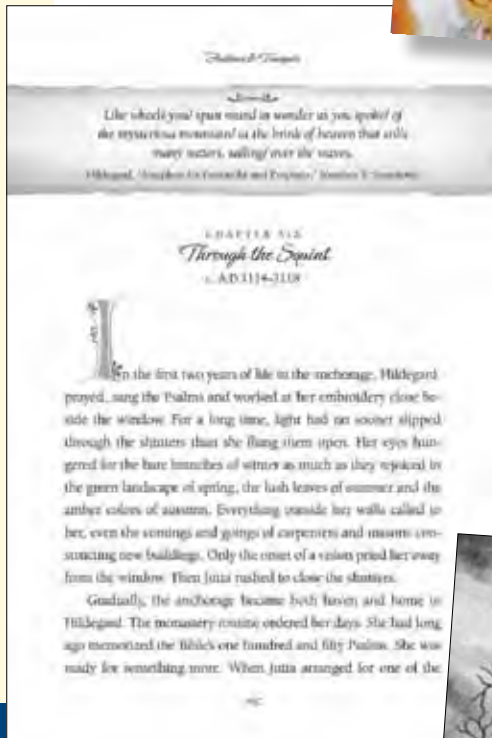 Like wheels you spun round in wonder as you spoke of
the mysterious mountain at the brink of heaven that stills
many waters, sailing over the waves.
Hildegard, and Prophets,
CHAPTER SIX
Through the Squint
c. AD 1114-1118
In the first two years of life in the anchorage, Hildegard
prayed, sang the Psalms and worked at her embroidery close be-
side the window. For a long time, light had no sooner slipped
through the shutters than she flung them open. Her eyes hun-
gered for the bare branches of winter as much as they rejoiced in
the green landscape of spring, the lush leaves of summer and the
amber colors of autumn. Everything outside her walls called to
her, even the comings and goings of carpenters and masons con-
structing new buildings. Only the onset of a vision pried her away
from the window. Then Jutta rushed to close the shutters.
Gradually, the anchorage became both haven and home to
Hildegard. The monastery routine ordered her days. She had long
ago memorized the Bible's one hundred and fifty Psalms. She was
ready for something more. When Jutta arranged for one of the